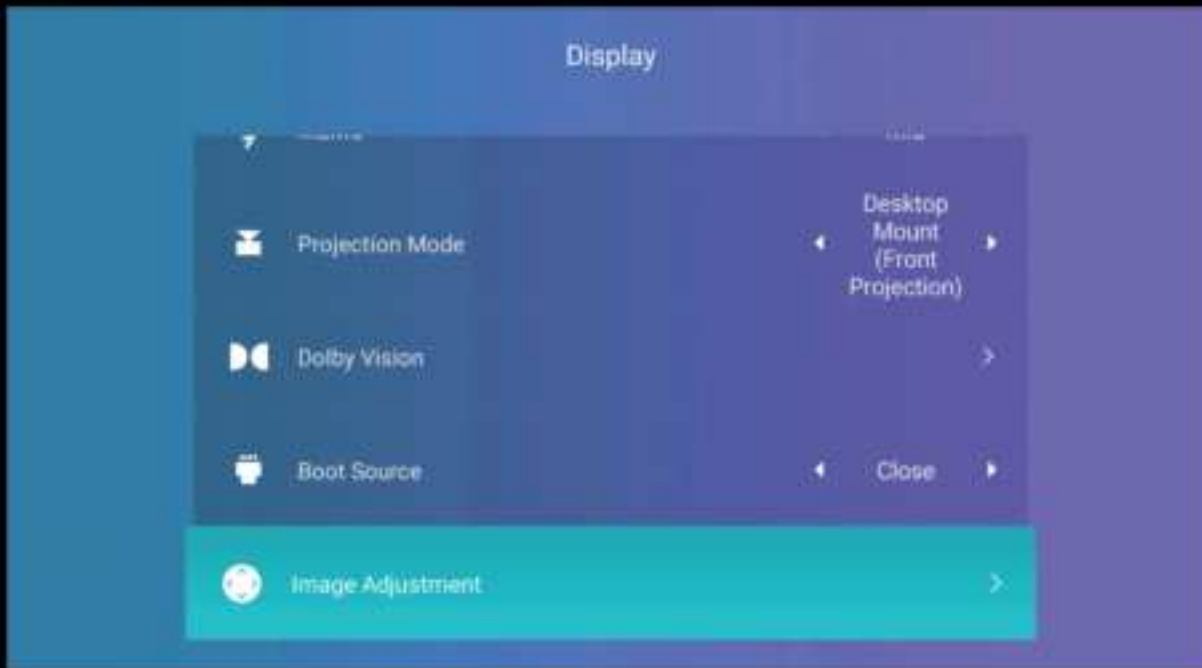 Display
Projection Mode
Desktop
Mount
(Front
Projection)
Dolby Vision
Boot Source
Close
Image Adjustment